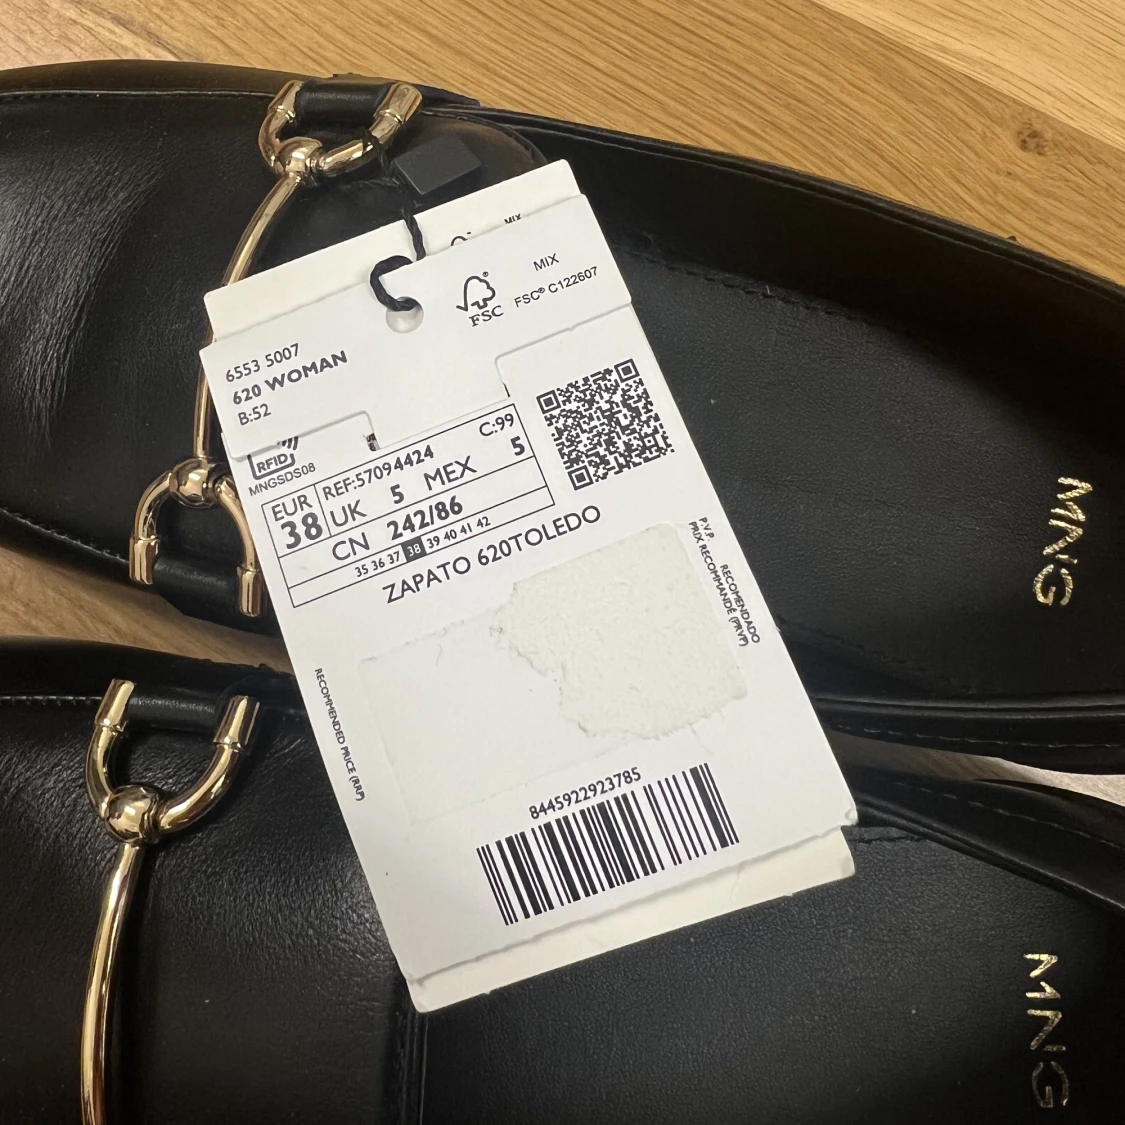 MIX
MIX
FSC® C122607
FSC
6553 5007
620 WOMAN
B:52
RFID
MNGSDS08
C:99
REF:57094424
EUR
38
UK 5 MEX 5
CN 242/86
35 36 37 38 39 40 41 42
ZAPATO 620TOLEDO
P.V.P. RECOMENDADO
PRIX RECOMMANDÉ (PRVP)
RECOMMENDED PRICE (RRP)
8445922923785
MNG
MNG